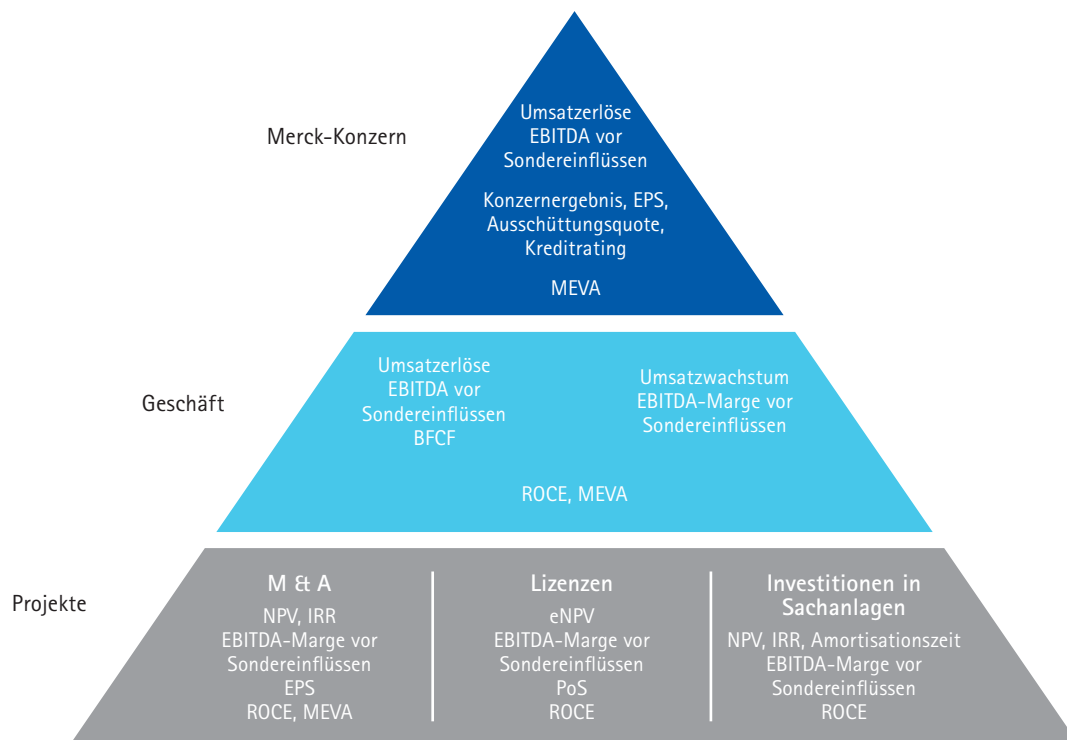 Merck-Konzern
Umsatzerlöse
EBITDA vor
Sondereinflüssen
Konzernergebnis, EPS,
Ausschüttungsquote,
Kreditrating
MEVA
Geschäft
Umsatzerlöse
EBITDA vor
Sondereinflüssen
BFCF
Umsatzwachstum
EBITDA-Marge vor
Sondereinflüssen
ROCE, MEVA
Projekte
M & A
NPV, IRR
EBITDA-Marge vor
Sondereinflüssen
EPS
ROCE, MEVA
Lizenzen
eNPV
EBITDA-Marge vor
Sondereinflüssen
PoS
ROCE
Investitionen in
Sachanlagen
NPV, IRR, Amortisationszeit
EBITDA-Marge vor
Sondereinflüssen
ROCE